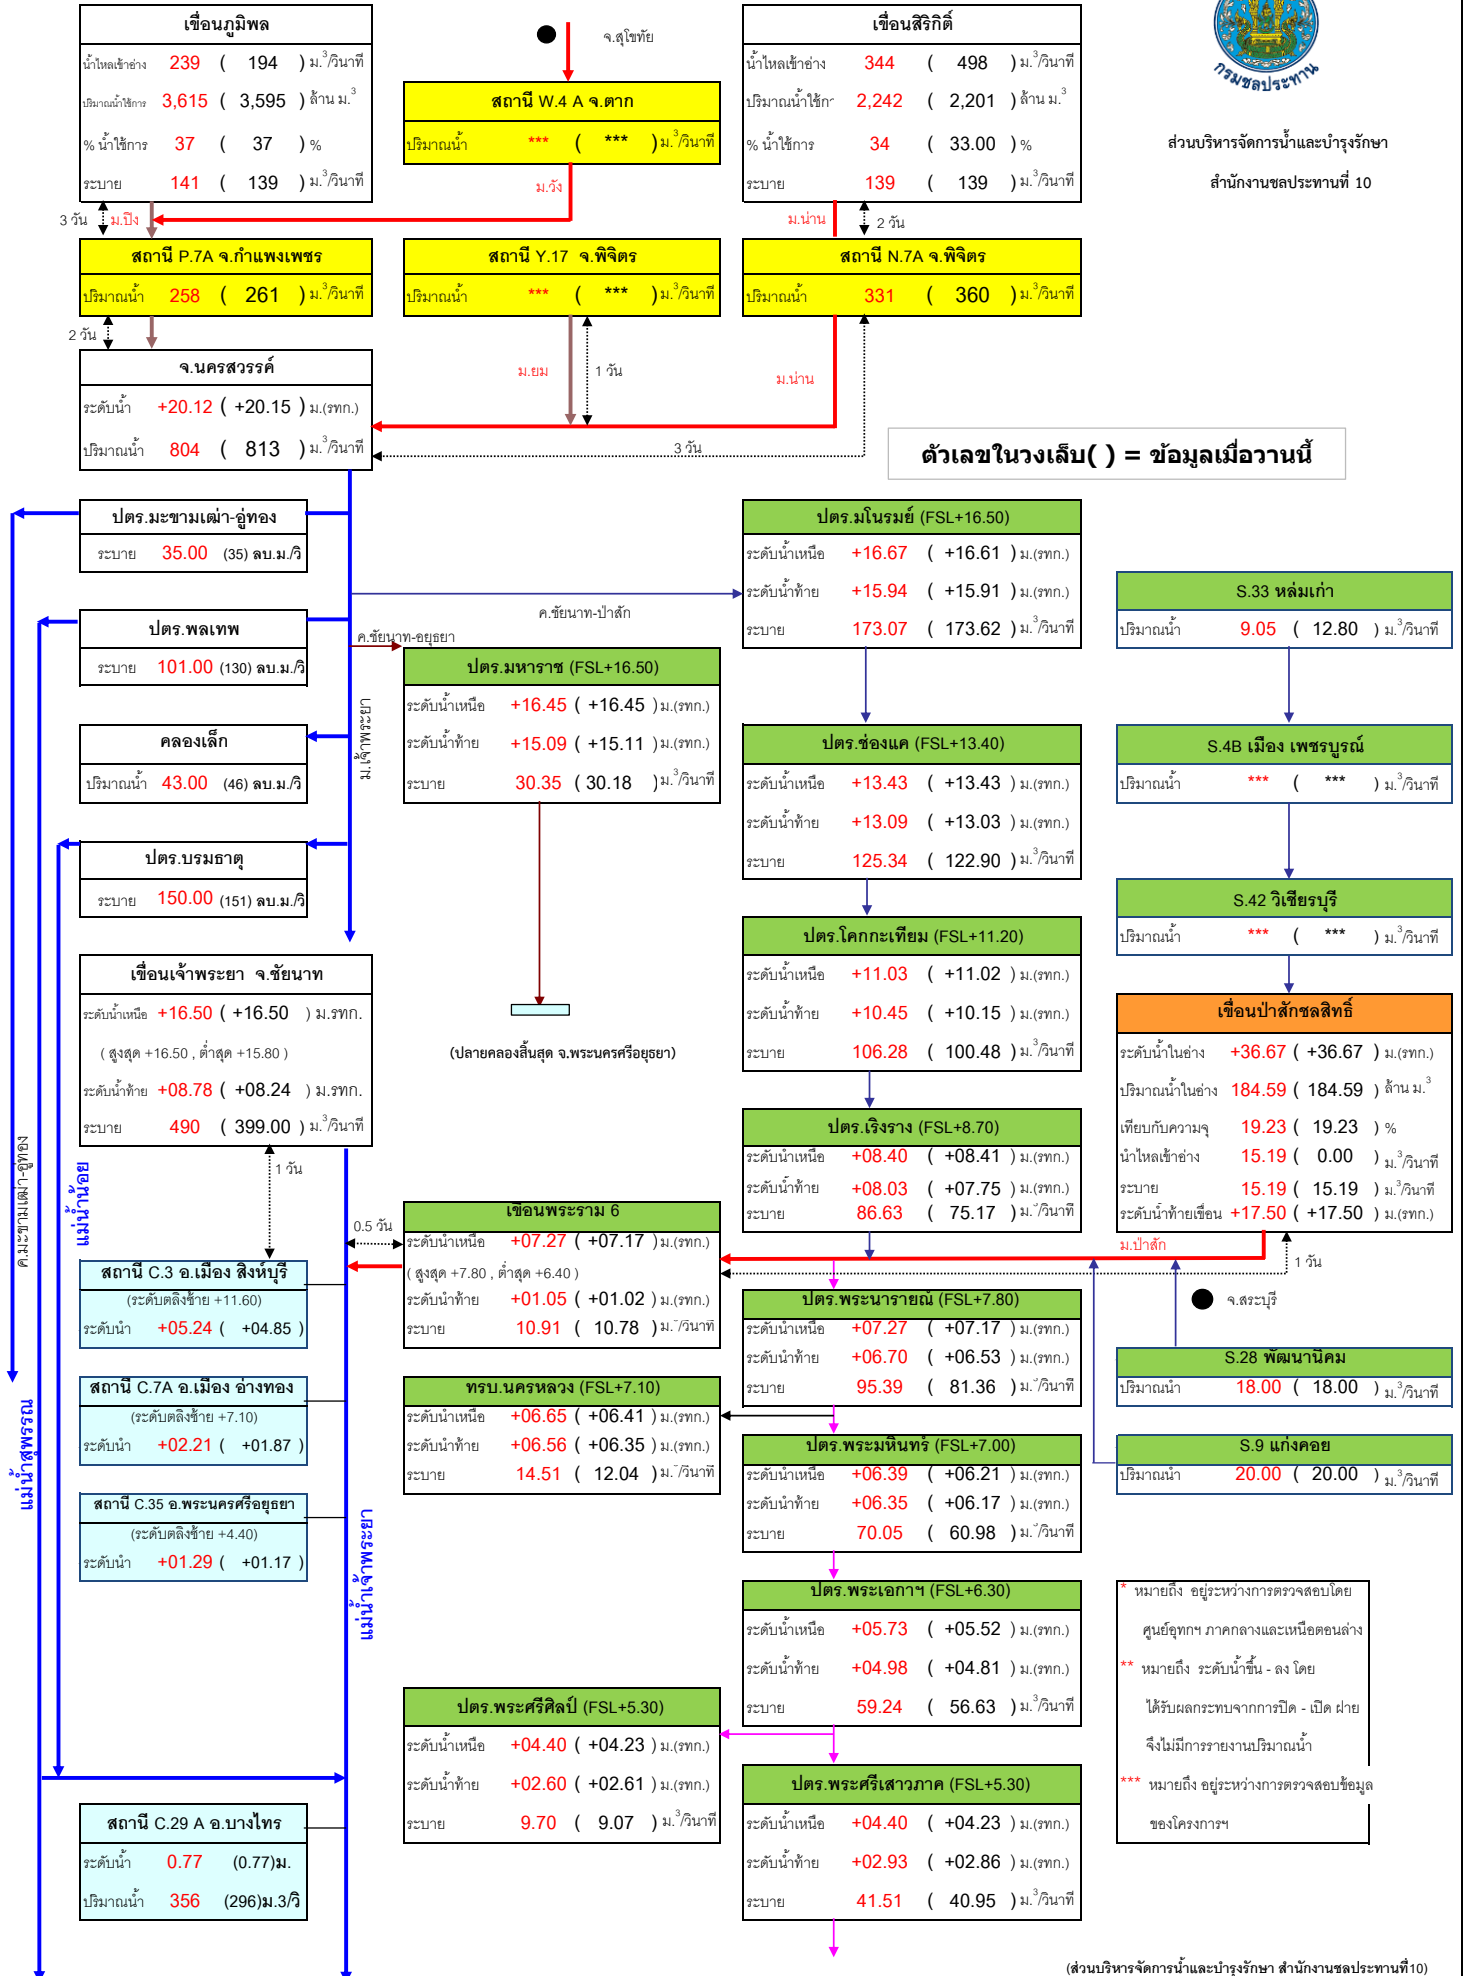 เขื่อนภูมิพล
น้ำไหลเข้าอ่าง 239 ( 194 ) ม.3/วินาที
ปริมาณน้ำใช้การ 3,615 ( 3,595 ) ล้าน ม.3
% น้ำใช้การ 37 ( 37 ) %
ระบาย 141 ( 139 ) ม.3/วินาที
จ.สุโขทัย
สถานี W.4 A จ.ตาก
ปริมาณน้ำ *** ( *** ) ม.3/วินาที
เขื่อนสิริกิติ์
น้ำไหลเข้าอ่าง 344 ( 498 ) ม.3/วินาที
ปริมาณน้ำใช้ก 2,242 ( 2,201 ) ล้าน ม.3
% น้ำใช้การ 34 ( 33.00 ) %
ระบาย 139 ( 139 ) ม.3/วินาที
กรมชลประทาน
ส่วนบริหารจัดการน้ำและบำรุงรักษา
สำนักงานชลประทานที่ 10
3 วัน ม.ปิง
ม.วัง
ม.น่าน 2 วัน
สถานี P.7A จ.กำแพงเพชร
ปริมาณน้ำ 258 ( 261 ) ม.3/วินาที
สถานี Y.17 จ.พิจิตร
ปริมาณน้ำ *** ( *** ) ม.3/วินาที
สถานี N.7A จ.พิจิตร
ปริมาณน้ำ 331 ( 360 ) ม.3/วินาที
2 วัน
จ.นครสวรรค์
ระดับน้ำ +20.12 ( +20.15 ) ม.(รทก.)
ปริมาณน้ำ 804 ( 813 ) ม.3/วินาที
ม.ยม 1 วัน
ม.น่าน
3 วัน
ตัวเลขในวงเล็บ( ) = ข้อมูลเมื่อวานนี้
ปตร.มะขามเฒ่า-อู่ทอง
ระบาย 35.00 (35) ลบ.ม./วิ
ปตร.พลเทพ
ระบาย 101.00 (130) ลบ.ม./วิ
คลองเล็ก
ปริมาณน้ำ 43.00 (46) ลบ.ม./วิ
ปตร.บรมธาตุ
ระบาย 150.00 (151) ลบ.ม./วิ
ม.เจ้าพระยา
ค.ชัยนาท-ป่าสัก
ค.ชัยนาท-อยุธยา
ปตร.มหาราช (FSL+16.50)
ระดับน้ำเหนือ +16.45 ( +16.45 ) ม.(รทก.)
ระดับน้ำท้าย +15.09 ( +15.11 ) ม.(รทก.)
ระบาย 30.35 ( 30.18 ) ม.3/วินาที
(ปลายคลองสิ้นสุด จ.พระนครศรีอยุธยา)
ปตร.มโนรมย์ (FSL+16.50)
ระดับน้ำเหนือ +16.67 ( +16.61 ) ม.(รทก.)
ระดับน้ำท้าย +15.94 ( +15.91 ) ม.(รทก.)
ระบาย 173.07 ( 173.62 ) ม.3/วินาที
ปตร.ช่องแค (FSL+13.40)
ระดับน้ำเหนือ +13.43 ( +13.43 ) ม.(รทก.)
ระดับน้ำท้าย +13.09 ( +13.03 ) ม.(รทก.)
ระบาย 125.34 ( 122.90 ) ม.3/วินาที
ปตร.โคกกะเทียม (FSL+11.20)
ระดับน้ำเหนือ +11.03 ( +11.02 ) ม.(รทก.)
ระดับน้ำท้าย +10.45 ( +10.15 ) ม.(รทก.)
ระบาย 106.28 ( 100.48 ) ม.3/วินาที
ปตร.เริงราง (FSL+8.70)
ระดับน้ำเหนือ +08.40 ( +08.41 ) ม.(รทก.)
ระดับน้ำท้าย +08.03 ( +07.75 ) ม.(รทก.)
ระบาย 86.63 ( 75.17 ) ม.3/วินาที
S.33 หล่มเก่า
ปริมาณน้ำ 9.05 ( 12.80 ) ม.3/วินาที
S.4B เมือง เพชรบูรณ์
ปริมาณน้ำ *** ( *** ) ม.3/วินาที
S.42 วิเชียรบุรี
ปริมาณน้ำ *** ( *** ) ม.3/วินาที
เขื่อนป่าสักชลสิทธิ์
ระดับน้ำในอ่าง +36.67 ( +36.67 ) ม.(รทก.)
ปริมาณน้ำในอ่าง 184.59 ( 184.59 ) ล้าน ม.3
เทียบกับความจุ 19.23 ( 19.23 ) %
น้ำไหลเข้าอ่าง 15.19 ( 0.00 ) ม.3/วินาที
ระบาย 15.19 ( 15.19 ) ม.3/วินาที
ระดับน้ำท้ายเขื่อน +17.50 ( +17.50 ) ม.(รทก.)
ม.ป่าสัก
1 วัน
จ.สระบุรี
เขื่อนเจ้าพระยา จ.ชัยนาท
ระดับน้ำเหนือ +16.50 ( +16.50 ) ม.รทก.
( สูงสุด +16.50 , ต่ำสุด +15.80 )
ระดับน้ำท้าย +08.78 ( +08.24 ) ม.รทก.
ระบาย 490 ( 399.00 ) ม.3/วินาที
1 วัน
ค.มะขามเฒ่า-อู่ทอง
แม่น้ำน้อย
แม่น้ำสุพรรณ
แม่น้ำเจ้าพระยา
0.5 วัน
สถานี C.3 อ.เมือง สิงห์บุรี
(ระดับตลิ่งซ้าย +11.60)
ระดับน้ำ +05.24 ( +04.85 )
สถานี C.7A อ.เมือง อ่างทอง
(ระดับตลิ่งซ้าย +7.10)
ระดับน้ำ +02.21 ( +01.87 )
สถานี C.35 อ.พระนครศรีอยุธยา
(ระดับตลิ่งซ้าย +4.40)
ระดับน้ำ +01.29 ( +01.17 )
เขื่อนพระราม 6
ระดับน้ำเหนือ +07.27 ( +07.17 ) ม.(รทก.)
( สูงสุด +7.80 , ต่ำสุด +6.40 )
ระดับน้ำท้าย +01.05 ( +01.02 ) ม.(รทก.)
ระบาย 10.91 ( 10.78 ) ม.3/วินาที
ทรบ.นครหลวง (FSL+7.10)
ระดับน้ำเหนือ +06.65 ( +06.41 ) ม.(รทก.)
ระดับน้ำท้าย +06.56 ( +06.35 ) ม.(รทก.)
ระบาย 14.51 ( 12.04 ) ม.3/วินาที
ปตร.พระนารายณ์ (FSL+7.80)
ระดับน้ำเหนือ +07.27 ( +07.17 ) ม.(รทก.)
ระดับน้ำท้าย +06.70 ( +06.53 ) ม.(รทก.)
ระบาย 95.39 ( 81.36 ) ม.3/วินาที
ปตร.พระมหินทร์ (FSL+7.00)
ระดับน้ำเหนือ +06.39 ( +06.21 ) ม.(รทก.)
ระดับน้ำท้าย +06.35 ( +06.17 ) ม.(รทก.)
ระบาย 70.05 ( 60.98 ) ม.3/วินาที
ปตร.พระเอกาฯ (FSL+6.30)
ระดับน้ำเหนือ +05.73 ( +05.52 ) ม.(รทก.)
ระดับน้ำท้าย +04.98 ( +04.81 ) ม.(รทก.)
ระบาย 59.24 ( 56.63 ) ม.3/วินาที
S.28 พัฒนานิคม
ปริมาณน้ำ 18.00 ( 18.00 ) ม.3/วินาที
S.9 แก่งคอย
ปริมาณน้ำ 20.00 ( 20.00 ) ม.3/วินาที
ปตร.พระศรีศิลป์ (FSL+5.30)
ระดับน้ำเหนือ +04.40 ( +04.23 ) ม.(รทก.)
ระดับน้ำท้าย +02.60 ( +02.61 ) ม.(รทก.)
ระบาย 9.70 ( 9.07 ) ม.3/วินาที
ปตร.พระศรีเสาวภาค (FSL+5.30)
ระดับน้ำเหนือ +04.40 ( +04.23 ) ม.(รทก.)
ระดับน้ำท้าย +02.93 ( +02.86 ) ม.(รทก.)
ระบาย 41.51 ( 40.95 ) ม.3/วินาที
* หมายถึง อยู่ระหว่างการตรวจสอบโดย
ศูนย์อุทกฯ ภาคกลางและเหนือตอนล่าง
** หมายถึง ระดับน้ำขึ้น - ลง โดย
ได้รับผลกระทบจากการปิด - เปิด ฝาย
จึงไม่มีการรายงานปริมาณน้ำ
*** หมายถึง อยู่ระหว่างการตรวจสอบข้อมูล
ของโครงการฯ
สถานี C.29 A อ.บางไทร
ระดับน้ำ 0.77 (0.77)ม.
ปริมาณน้ำ 356 (296)ม.3/วิ
(ส่วนบริหารจัดการน้ำและบำรุงรักษา สำนักงานชลประทานที่10)